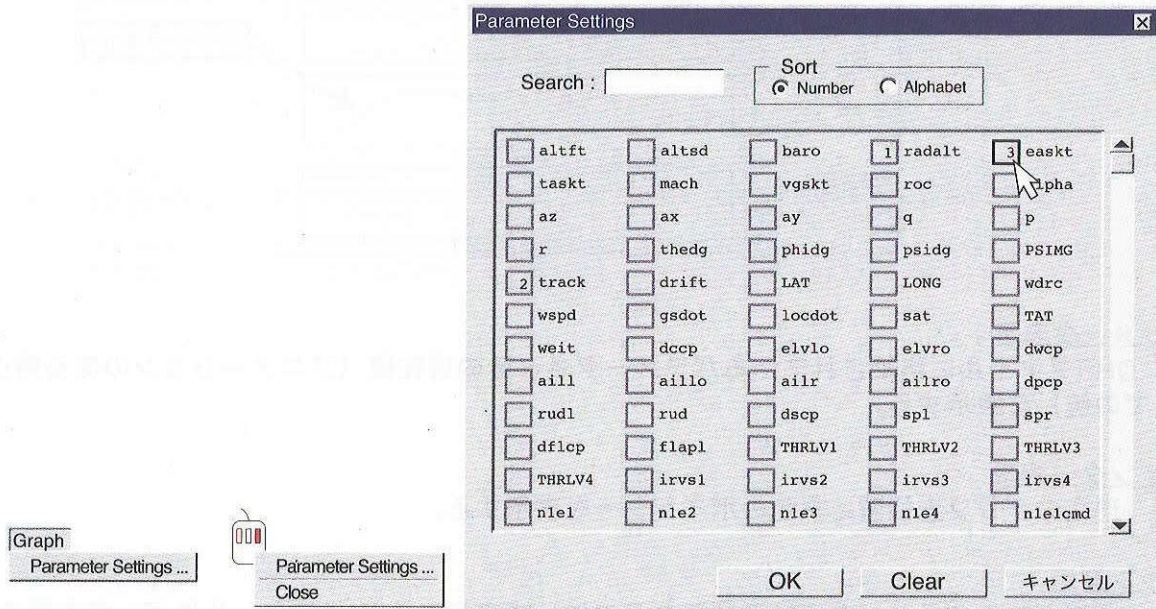 Parameter Settings
Search :
Sort
Number Alphabet
altft altsd baro 1 radalt 3 easkt
taskt mach vgskt roc lpha
az ax ay q p
r thedg phidg psidg PSIMG
2 track drift LAT LONG wdrc
wspd gsdot locdot sat TAT
weit dccp elvlo elvro dwcp
aill aillo ailr ailro dpcp
rudl rud dscp spl spr
dflcp flapl THRLV1 THRLV2 THRLV3
THRLV4 irvs1 irvs2 irvs3 irvs4
n1e1 n1e2 n1e3 n1e4 n1e1cmd
OK Clear キャンセル
Graph
Parameter Settings ...
Parameter Settings ...
Close